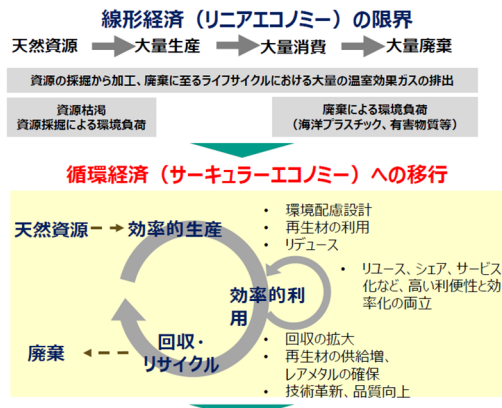 線形経済（リニアエコノミー）の限界
天然資源 大量生産 大量消費 大量廃棄
資源の採掘から加工、廃棄に至るライフサイクルにおける大量の温室効果ガスの排出
資源枯渇
資源採掘による環境負荷
廃棄による環境負荷
（海洋プラスチック、有害物質等）
循環経済（サーキュラーエコノミー）への移行
天然資源 効率的生産
• 環境配慮設計
• 再生材の利用
• リデュース
効率的利
用
• リユース、シェア、サービス
化など、高い利便性と効
率化の両立
回収・
リサイクル
廃棄
• 回収の拡大
• 再生材の供給増、
レアメタルの確保
• 技術革新、品質向上